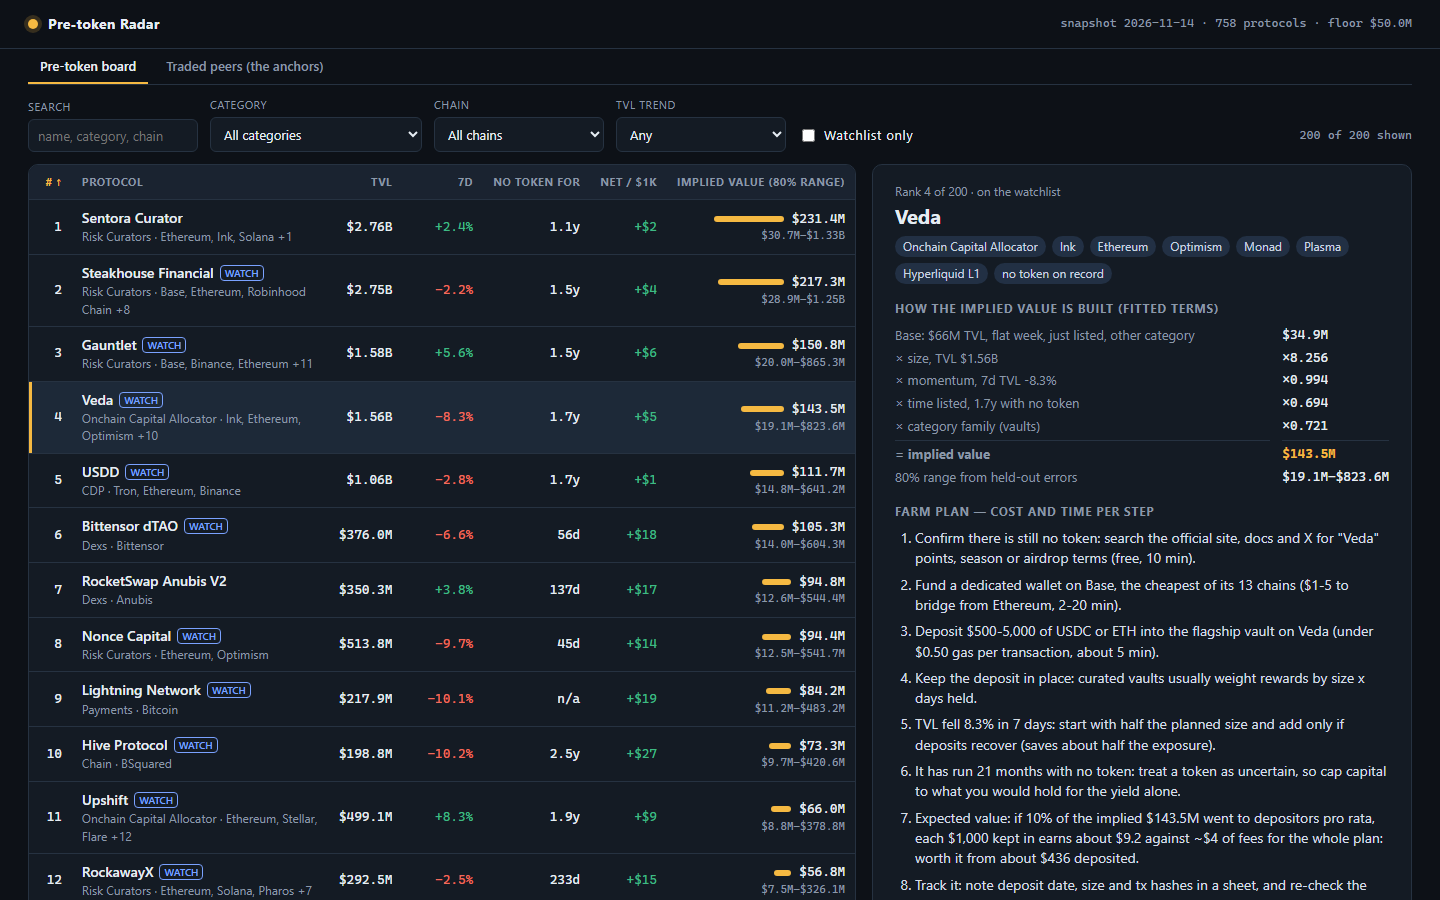 Pre-token Radar
snapshot 2026-11-14 · 758 protocols · floor $50.0M
Pre-token board
Traded peers (the anchors)
SEARCH
CATEGORY
CHAIN
TVL TREND
name, category, chain
All categories
All chains
Any
Watchlist only
200 of 200 shown
# ↑ PROTOCOL TVL 7D NO TOKEN FOR NET / $1K IMPLIED VALUE (80% RANGE)
1 Sentora Curator $2.76B +2.4% 1.1y +$2 $231.4M
Risk Curators · Ethereum, Ink, Solana +1 $30.7M–$1.33B
2 Steakhouse Financial WATCH $2.75B −2.2% 1.5y +$4 $217.3M
Risk Curators · Base, Ethereum, Robinhood $28.9M–$1.25B
Chain +8
3 Gauntlet WATCH $1.58B +5.6% 1.5y +$6 $150.8M
Risk Curators · Base, Binance, Ethereum +11 $20.0M–$865.3M
4 Veda WATCH $1.56B −8.3% 1.7y +$5 $143.5M
Onchain Capital Allocator · Ink, Ethereum, $19.1M–$823.6M
Optimism +10
5 USDD WATCH $1.06B −2.8% 1.7y +$1 $111.7M
CDP · Tron, Ethereum, Binance $14.8M–$641.2M
6 Bittensor dTAO WATCH $376.0M −6.6% 56d +$18 $105.3M
Dexs · Bittensor $14.0M–$604.3M
7 RocketSwap Anubis V2 $350.3M +3.8% 137d +$17 $94.8M
Dexs · Anubis $12.6M–$544.4M
8 Nonce Capital WATCH $513.8M −9.7% 45d +$14 $94.4M
Risk Curators · Ethereum, Optimism $12.5M–$541.7M
9 Lightning Network WATCH $217.9M −10.1% n/a +$19 $84.2M
Payments · Bitcoin $11.2M–$483.2M
10 Hive Protocol WATCH $198.8M −10.2% 2.5y +$27 $73.3M
Chain · BSquared $9.7M–$420.6M
11 Upshift WATCH $499.1M +8.3% 1.9y +$9 $66.0M
Onchain Capital Allocator · Ethereum, Stellar, $8.8M–$378.8M
Flare +12
12 RockawayX WATCH $292.5M −2.5% 233d +$15 $56.8M
Risk Curators · Ethereum, Solana, Pharos +7 $7.5M–$326.1M
Rank 4 of 200 · on the watchlist
Veda
Onchain Capital Allocator Ink Ethereum Optimism Monad Plasma
Hyperliquid L1 no token on record
HOW THE IMPLIED VALUE IS BUILT (FITTED TERMS)
Base: $66M TVL, flat week, just listed, other category $34.9M
× size, TVL $1.56B ×8.256
× momentum, 7d TVL -8.3% ×0.994
× time listed, 1.7y with no token ×0.694
× category family (vaults) ×0.721
= implied value $143.5M
80% range from held-out errors $19.1M–$823.6M
FARM PLAN — COST AND TIME PER STEP
1. Confirm there is still no token: search the official site, docs and X for "Veda"
points, season or airdrop terms (free, 10 min).
2. Fund a dedicated wallet on Base, the cheapest of its 13 chains ($1-5 to
bridge from Ethereum, 2-20 min).
3. Deposit $500-5,000 of USDC or ETH into the flagship vault on Veda (under
$0.50 gas per transaction, about 5 min).
4. Keep the deposit in place: curated vaults usually weight rewards by size x
days held.
5. TVL fell 8.3% in 7 days: start with half the planned size and add only if
deposits recover (saves about half the exposure).
6. It has run 21 months with no token: treat a token as uncertain, so cap capital
to what you would hold for the yield alone.
7. Expected value: if 10% of the implied $143.5M went to depositors pro rata,
each $1,000 kept in earns about $9.2 against ~$4 of fees for the whole plan:
worth it from about $436 deposited.
8. Track it: note deposit date, size and tx hashes in a sheet, and re-check the